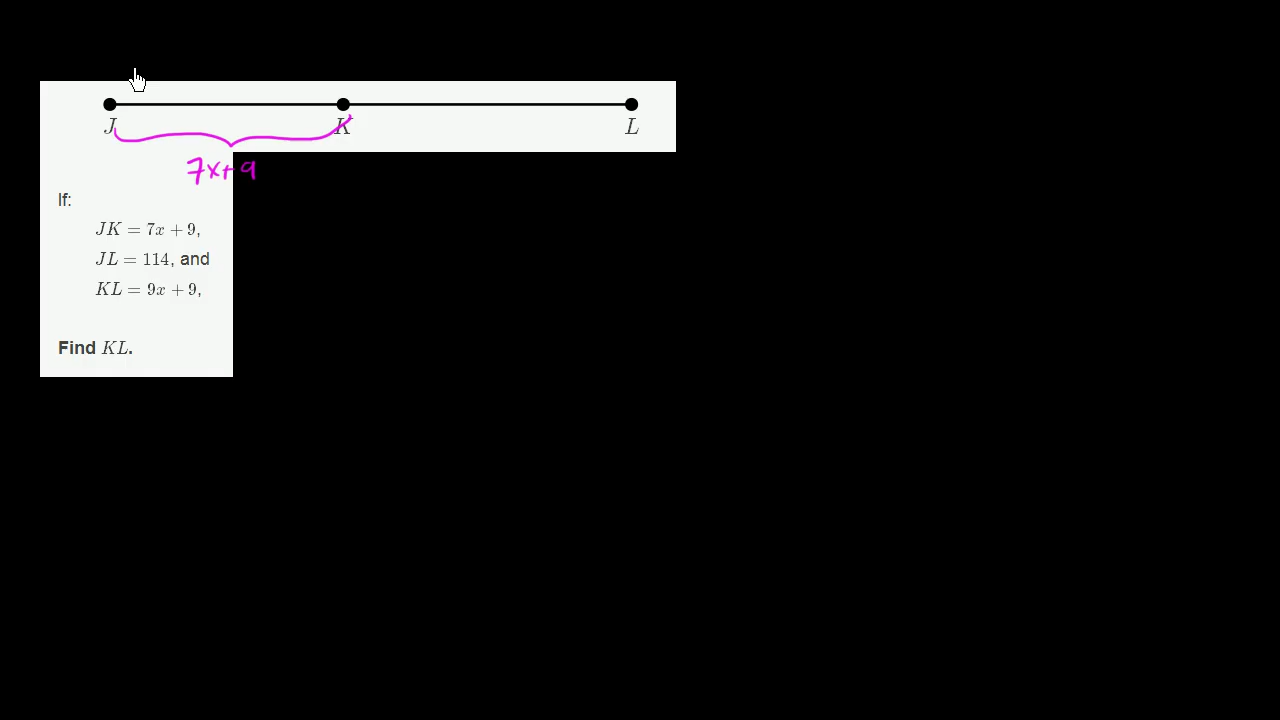 J K L
7x+9
If:
JK = 7x + 9,
JL = 114, and
KL = 9x + 9,
Find KL.